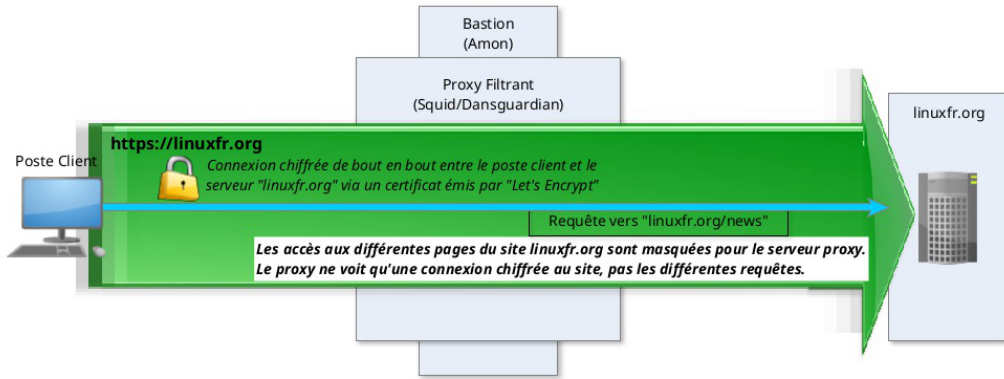 Bastion
(Amon)
Proxy Filtrant
(Squid/Dansguardian)
linuxfr.org
https://linuxfr.org
Poste Client
Connexion chiffrée de bout en bout entre le poste client et le
serveur "linuxfr.org" via un certificat émis par "Let's Encrypt"
Requête vers "linuxfr.org/news"
Les accès aux différentes pages du site linuxfr.org sont masquées pour le serveur proxy.
Le proxy ne voit qu'une connexion chiffrée au site, pas les différentes requêtes.